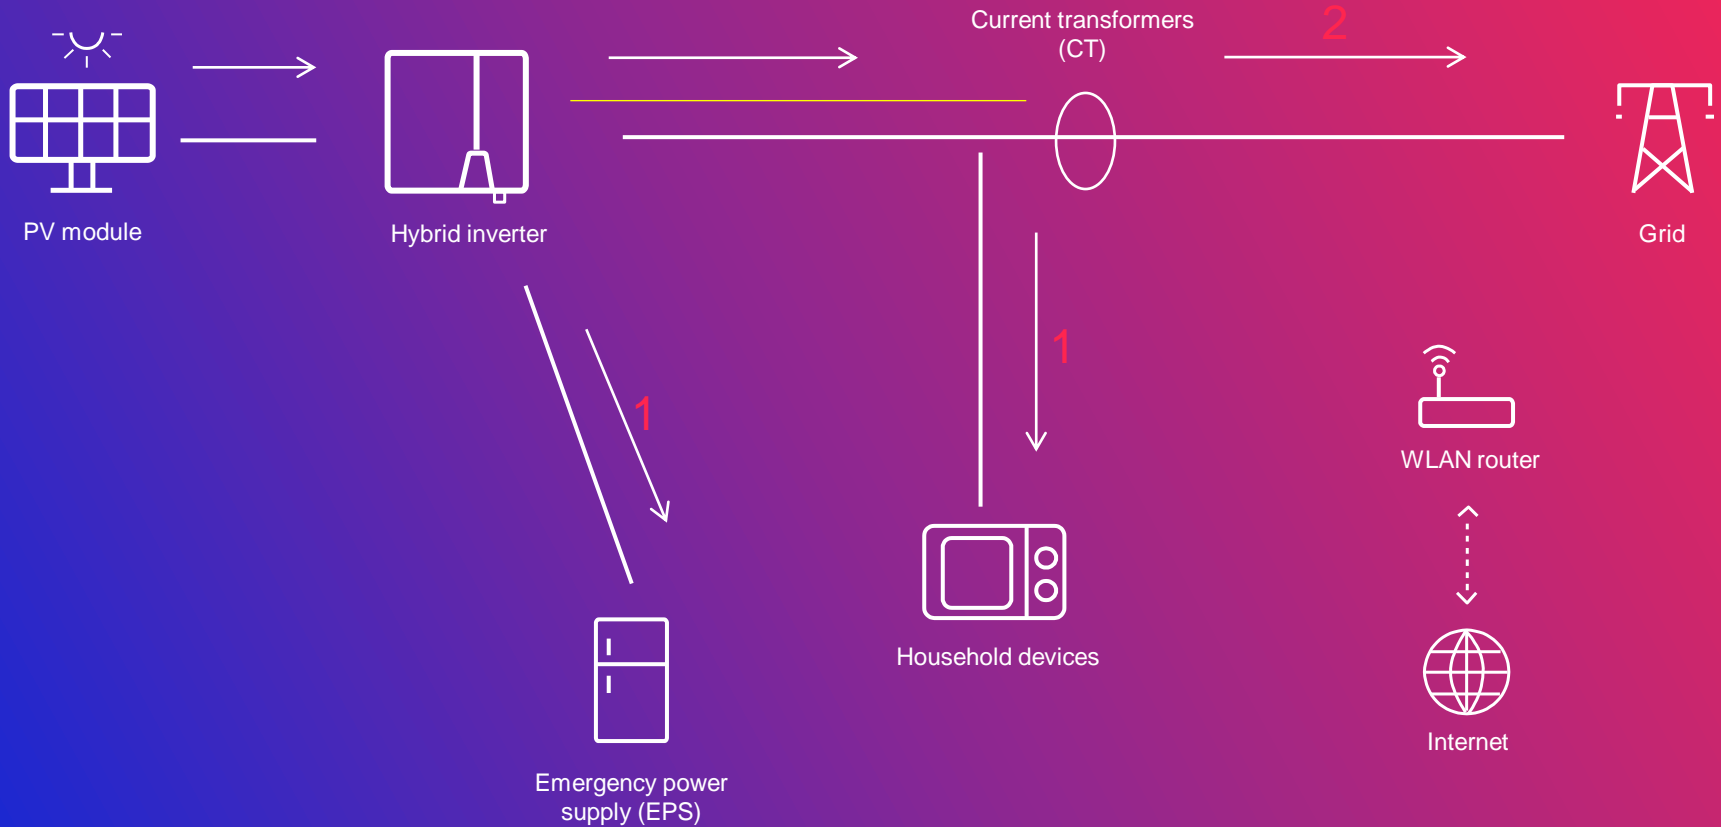 Current transformers
(CT)
2
PV module
Hybrid inverter
Grid
1
1
WLAN router
Household devices
Internet
Emergency power
supply (EPS)